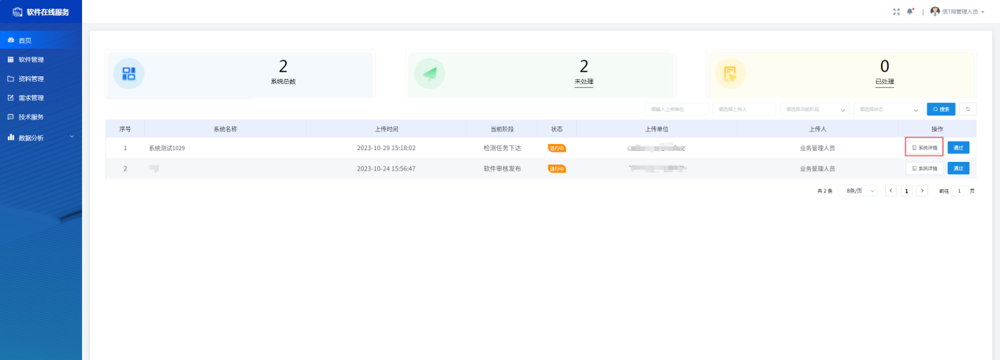 软件在线服务
信T局管理人员
首页
软件管理
资料管理
需求管理
技术服务
数据分析
2
系统总数
2
未处理
0
已处理
请输入上传单位 请选择上传人 请选择当前阶段 请选择状态 搜索
序号 系统名称 上传时间 当前阶段 状态 上传单位 上传人 操作
1 系统测试1029 2023-10-29 15:18:02 检测任务下达 进行中 业务管理人员 系统详情 通过
2 2023-10-24 15:56:47 软件审核发布 进行中 业务管理人员 系统详情 通过
共 2 条 8条/页 1 前往 1 页